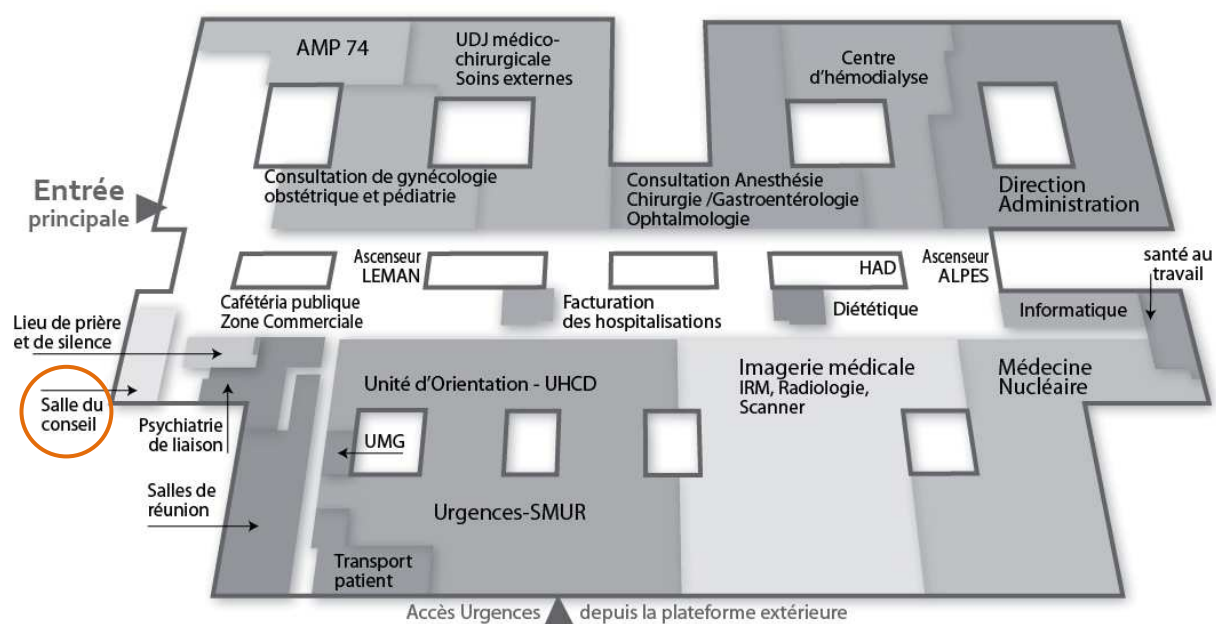 AMP 74
UDJ médico-
chirurgicale
Soins externes
Centre
d'hémodialyse
Entrée
principale
Consultation de gynécologie
obstétrique et pédiatrie
Consultation Anesthésie
Chirurgie /Gastroentérologie
Ophtalmologie
Direction
Administration
Ascenseur
LEMAN
HAD
Ascenseur
ALPES
santé au
travail
Cafétéria publique
Zone Commerciale
Facturation
des hospitalisations
Diététique
Informatique
Lieu de prière
et de silence
Salle du
conseil
Psychiatrie
de liaison
Unité d'Orientation - UHCD
Imagerie médicale
IRM, Radiologie,
Scanner
Médecine
Nucléaire
UMG
Salles de
réunion
Urgences-SMUR
Transport
patient
Accès Urgences depuis la plateforme extérieure